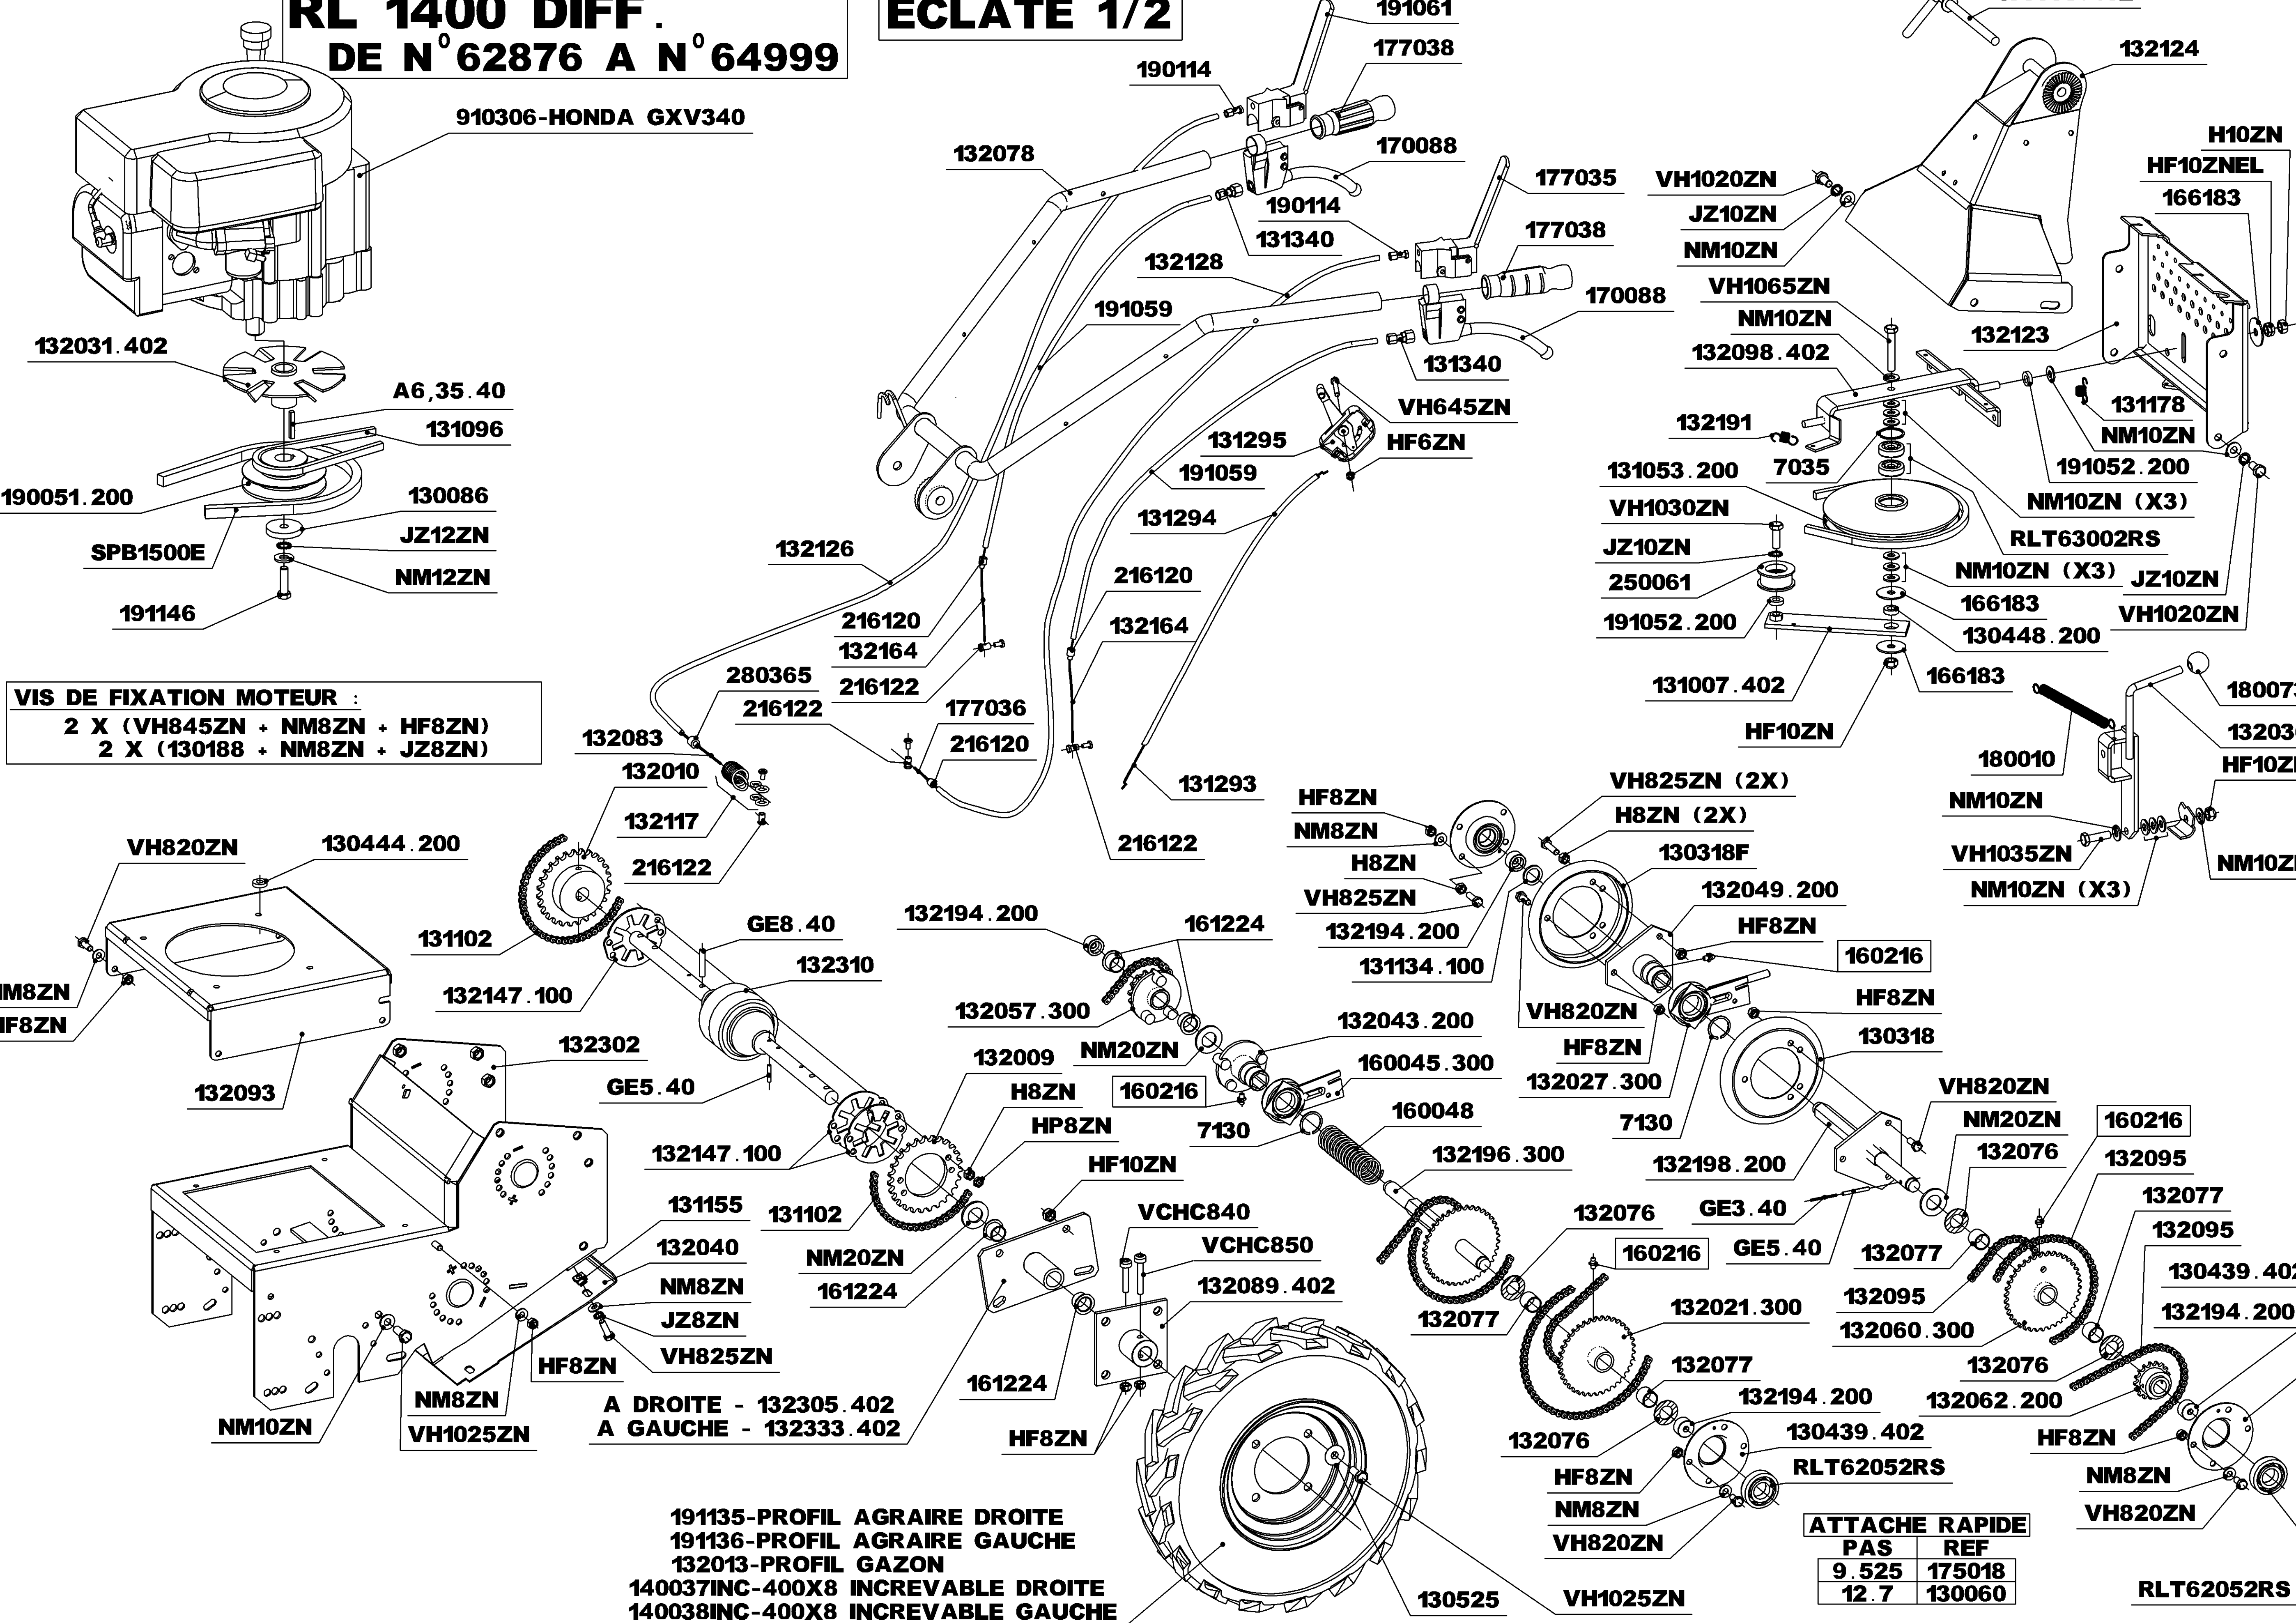 RL 1400 DIFF.
DE N°62876 A N°64999
ECLATE 1/2
910306-HONDA GXV340
132031.402
A6,35.40
131096
190051.200
130086
JZ12ZN
SPB1500E
NM12ZN
191146
VIS DE FIXATION MOTEUR :
2 X (VH845ZN + NM8ZN + HF8ZN)
2 X (130188 + NM8ZN + JZ8ZN)
191061
177038
190114
132078
170088
177035
190114
131340
177038
132128
191059
170088
131340
VH645ZN
131295
HF6ZN
191059
131294
132126
216120
216120
132164
132164
216122
280365
216122
177036
132083
216120
132010
131293
132117
216122
216122
132124
H10ZN
HF10ZNEL
166183
VH1020ZN
JZ10ZN
NM10ZN
VH1065ZN
NM10ZN
132098.402
132123
131178
132191
NM10ZN
7035
191052.200
131053.200
NM10ZN (X3)
VH1030ZN
RLT63002RS
JZ10ZN
NM10ZN (X3)
JZ10ZN
250061
166183
VH1020ZN
191052.200
130448.200
166183
131007.402
HF10ZN
180010
NM10ZN
VH1035ZN
NM10ZN (X3)
VH820ZN
130444.200
132093
131102
132147.100
GE8.40
132310
132302
GE5.40
132009
H8ZN
HP8ZN
132147.100
HF10ZN
131155
131102
132040
NM20ZN
NM8ZN
161224
JZ8ZN
VH825ZN
HF8ZN
NM8ZN
NM10ZN
VH1025ZN
A DROITE - 132305.402
A GAUCHE - 132333.402
VCHC840
VCHC850
132089.402
161224
HF8ZN
132194.200
161224
132057.300
NM20ZN
132043.200
160216
160045.300
7130
160048
132196.300
HF8ZN
NM8ZN
H8ZN
VH825ZN
132194.200
131134.100
VH825ZN (2X)
H8ZN (2X)
130318F
132049.200
HF8ZN
160216
VH820ZN
HF8ZN
HF8ZN
132027.300
130318
7130
VH820ZN
NM20ZN
160216
132198.200
132076
132095
GE3.40
132077
GE5.40
132077
132095
132076
160216
132077
132021.300
132095
132060.300
132194.200
132077
132076
132062.200
132194.200
132076
130439.402
HF8ZN
RLT62052RS
NM8ZN
VH820ZN
HF8ZN
NM8ZN
VH820ZN
191135-PROFIL AGRAIRE DROITE
191136-PROFIL AGRAIRE GAUCHE
132013-PROFIL GAZON
140037INC-400X8 INCREVABLE DROITE
140038INC-400X8 INCREVABLE GAUCHE
130525
VH1025ZN
ATTACHE RAPIDE
PAS REF
9.525 175018
12.7 130060
RLT62052RS